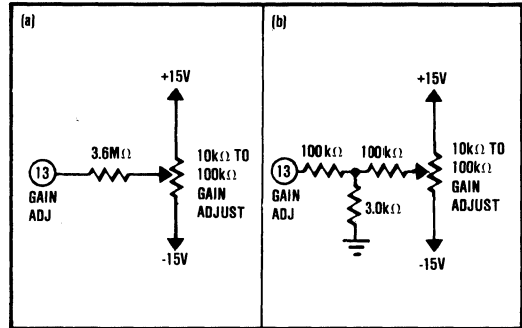 (a)
+15V
3.6MΩ
13
GAIN
ADJ
10kΩ TO
100kΩ
GAIN
ADJUST
-15V
(b)
+15V
100kΩ
100kΩ
13
GAIN
ADJ
3.0kΩ
10kΩ TO
100kΩ
GAIN
ADJUST
-15V